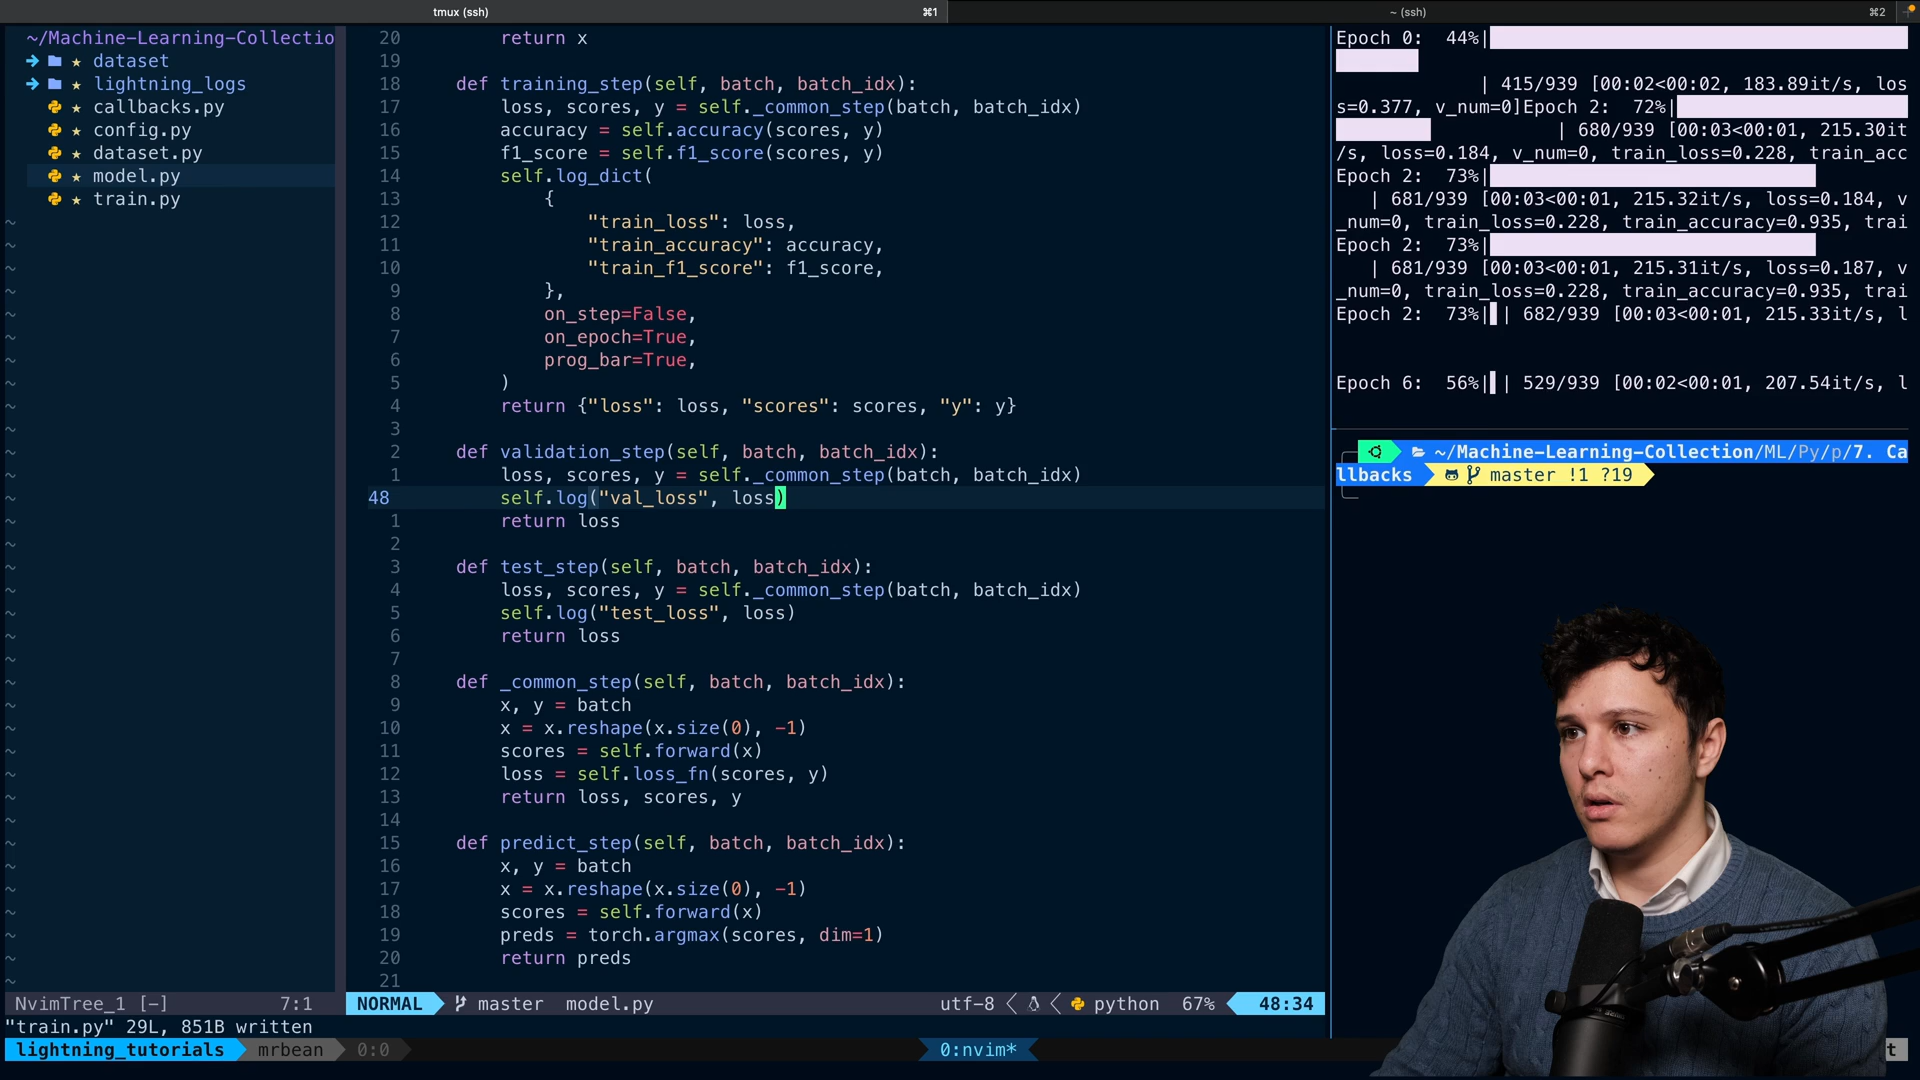 tmux (ssh) ⌘1
~ (ssh) ⌘2
~/Machine-Learning-Collectio
dataset
lightning_logs
callbacks.py
config.py
dataset.py
model.py
train.py
20 return x
19
18 def training_step(self, batch, batch_idx):
17 loss, scores, y = self._common_step(batch, batch_idx)
16 accuracy = self.accuracy(scores, y)
15 f1_score = self.f1_score(scores, y)
14 self.log_dict(
13 {
12 "train_loss": loss,
11 "train_accuracy": accuracy,
10 "train_f1_score": f1_score,
9 },
8 on_step=False,
7 on_epoch=True,
6 prog_bar=True,
5 )
4 return {"loss": loss, "scores": scores, "y": y}
3
2 def validation_step(self, batch, batch_idx):
1 loss, scores, y = self._common_step(batch, batch_idx)
48 self.log("val_loss", loss)
1 return loss
2
3 def test_step(self, batch, batch_idx):
4 loss, scores, y = self._common_step(batch, batch_idx)
5 self.log("test_loss", loss)
6 return loss
7
8 def _common_step(self, batch, batch_idx):
9 x, y = batch
10 x = x.reshape(x.size(0), -1)
11 scores = self.forward(x)
12 loss = self.loss_fn(scores, y)
13 return loss, scores, y
14
15 def predict_step(self, batch, batch_idx):
16 x, y = batch
17 x = x.reshape(x.size(0), -1)
18 scores = self.forward(x)
19 preds = torch.argmax(scores, dim=1)
20 return preds
21
Epoch 0: 44%|
| 415/939 [00:02<00:02, 183.89it/s, los
s=0.377, v_num=0]Epoch 2: 72%|
| 680/939 [00:03<00:01, 215.30it
/s, loss=0.184, v_num=0, train_loss=0.228, train_acc
Epoch 2: 73%|
| 681/939 [00:03<00:01, 215.32it/s, loss=0.184, v
_num=0, train_loss=0.228, train_accuracy=0.935, trai
Epoch 2: 73%|
| 681/939 [00:03<00:01, 215.31it/s, loss=0.187, v
_num=0, train_loss=0.228, train_accuracy=0.935, trai
Epoch 2: 73%| | 682/939 [00:03<00:01, 215.33it/s, l
Epoch 6: 56%| | 529/939 [00:02<00:01, 207.54it/s, l
~/Machine-Learning-Collection/ML/Py/p/7. Ca
llbacks master !1 ?19
NvimTree_1 [-] 7:1
NORMAL master model.py utf-8 python 67% 48:34
"train.py" 29L, 851B written
lightning_tutorials mrbean 0:0 0:nvim* t